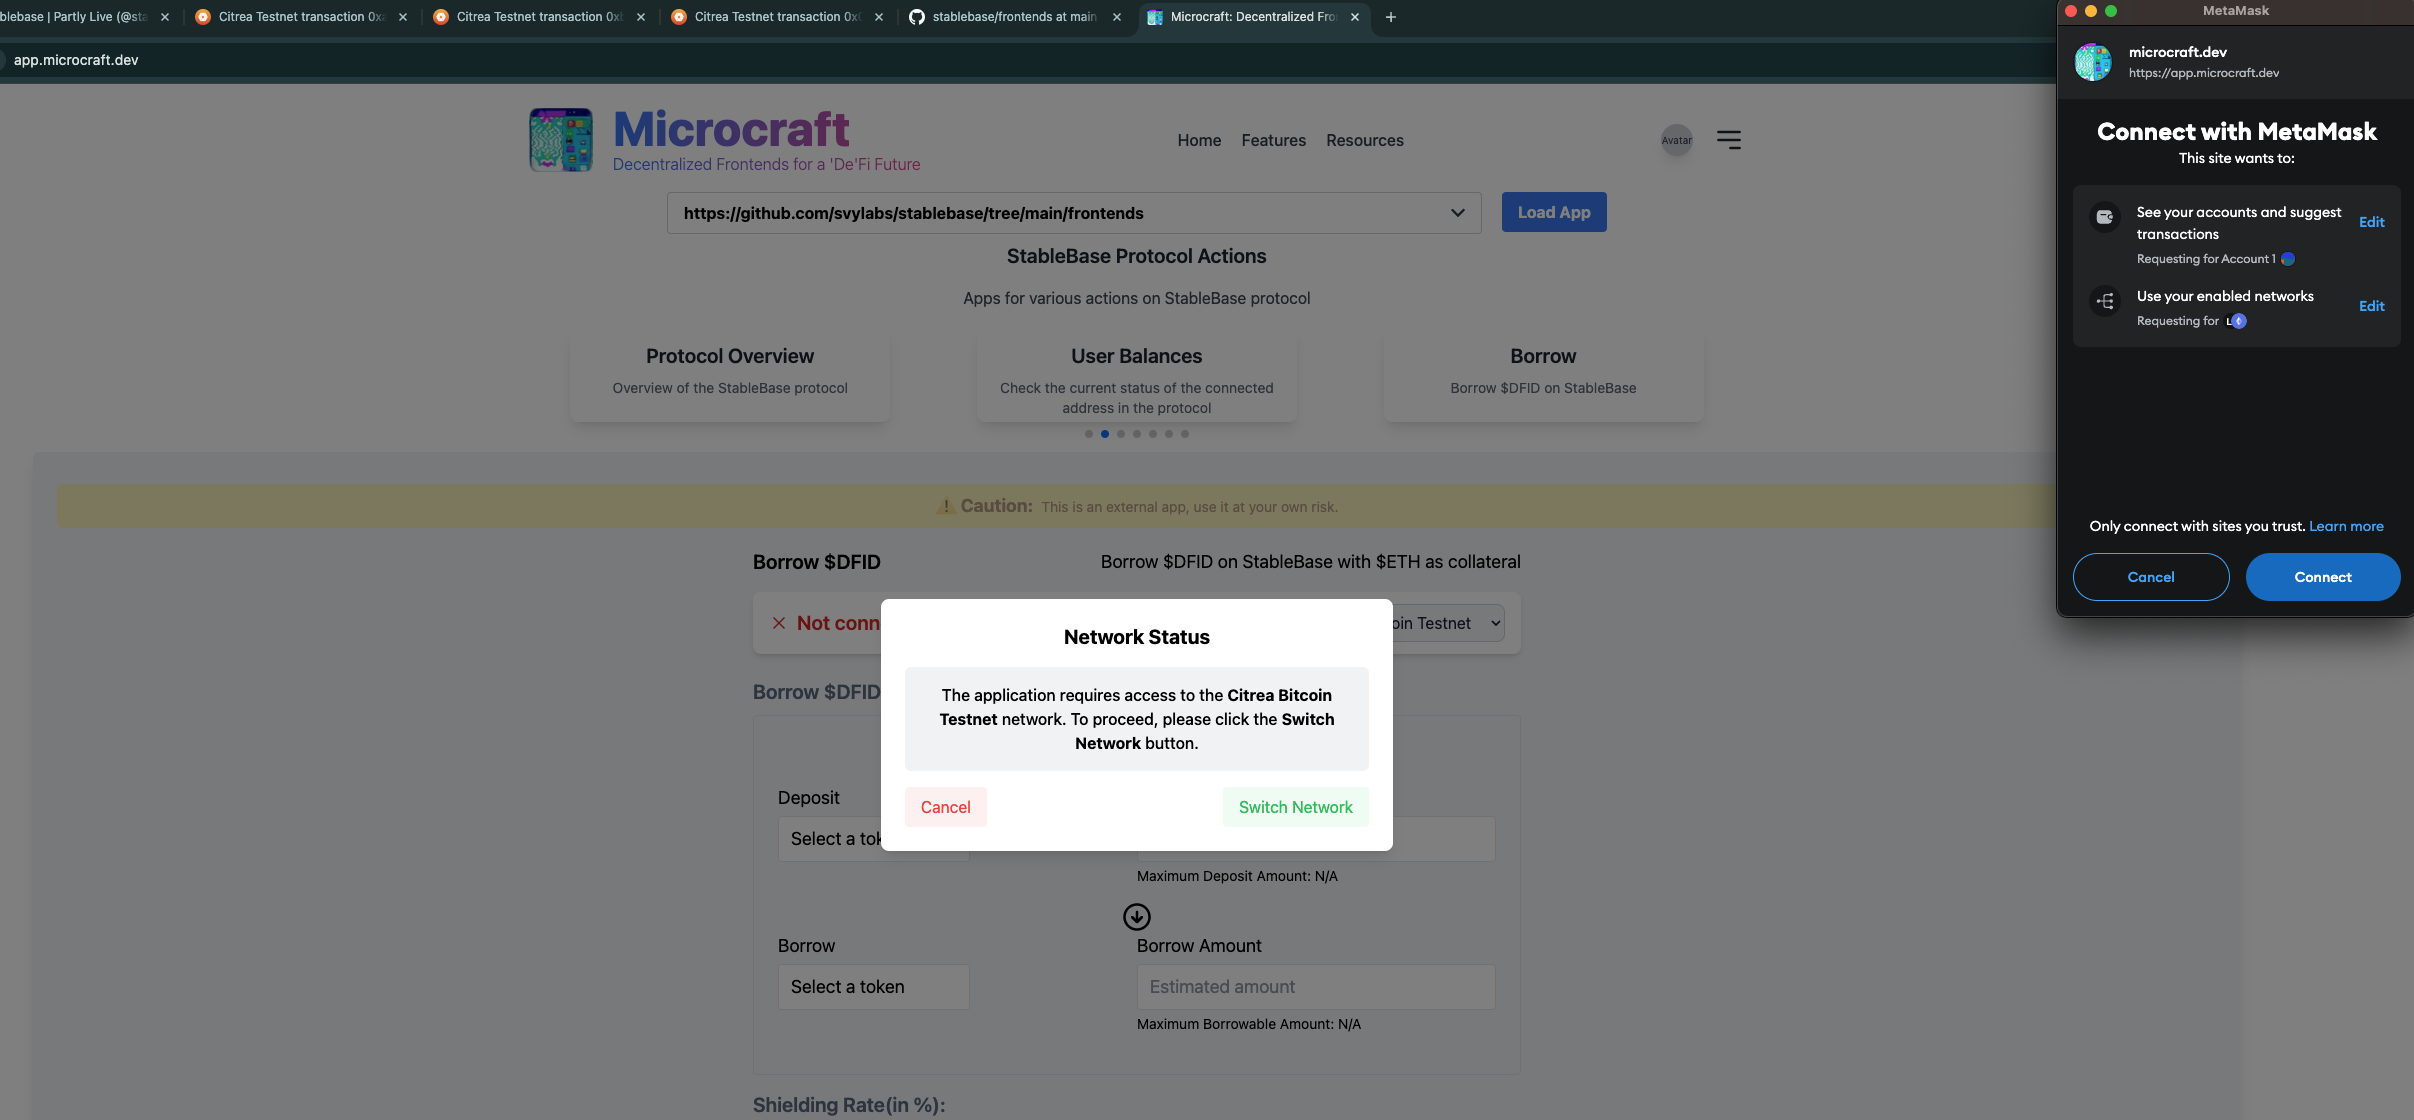 blebase | Partly Live (@sta
Citrea Testnet transaction 0xa
Citrea Testnet transaction 0xb
Citrea Testnet transaction 0x
stablebase/frontends at main
Microcraft: Decentralized Fro
MetaMask
app.microcraft.dev
microcraft.dev
https://app.microcraft.dev
Microcraft
Decentralized Frontends for a 'De'Fi Future
Home
Features
Resources
Avatar
Connect with MetaMask
This site wants to:
https://github.com/svylabs/stablebase/tree/main/frontends
Load App
See your accounts and suggest
transactions
Edit
Requesting for Account 1
Use your enabled networks
Edit
Requesting for
L
StableBase Protocol Actions
Apps for various actions on StableBase protocol
Protocol Overview
Overview of the StableBase protocol
User Balances
Check the current status of the connected
address in the protocol
Borrow
Borrow $DFID on StableBase
Caution: This is an external app, use it at your own risk.
Only connect with sites you trust. Learn more
Cancel
Connect
Borrow $DFID
Borrow $DFID on StableBase with $ETH as collateral
Not conn
oin Testnet
Network Status
The application requires access to the Citrea Bitcoin
Testnet network. To proceed, please click the Switch
Network button.
Cancel
Switch Network
Borrow $DFID
Deposit
Select a tok
Maximum Deposit Amount: N/A
Borrow
Borrow Amount
Select a token
Estimated amount
Maximum Borrowable Amount: N/A
Shielding Rate(in %):